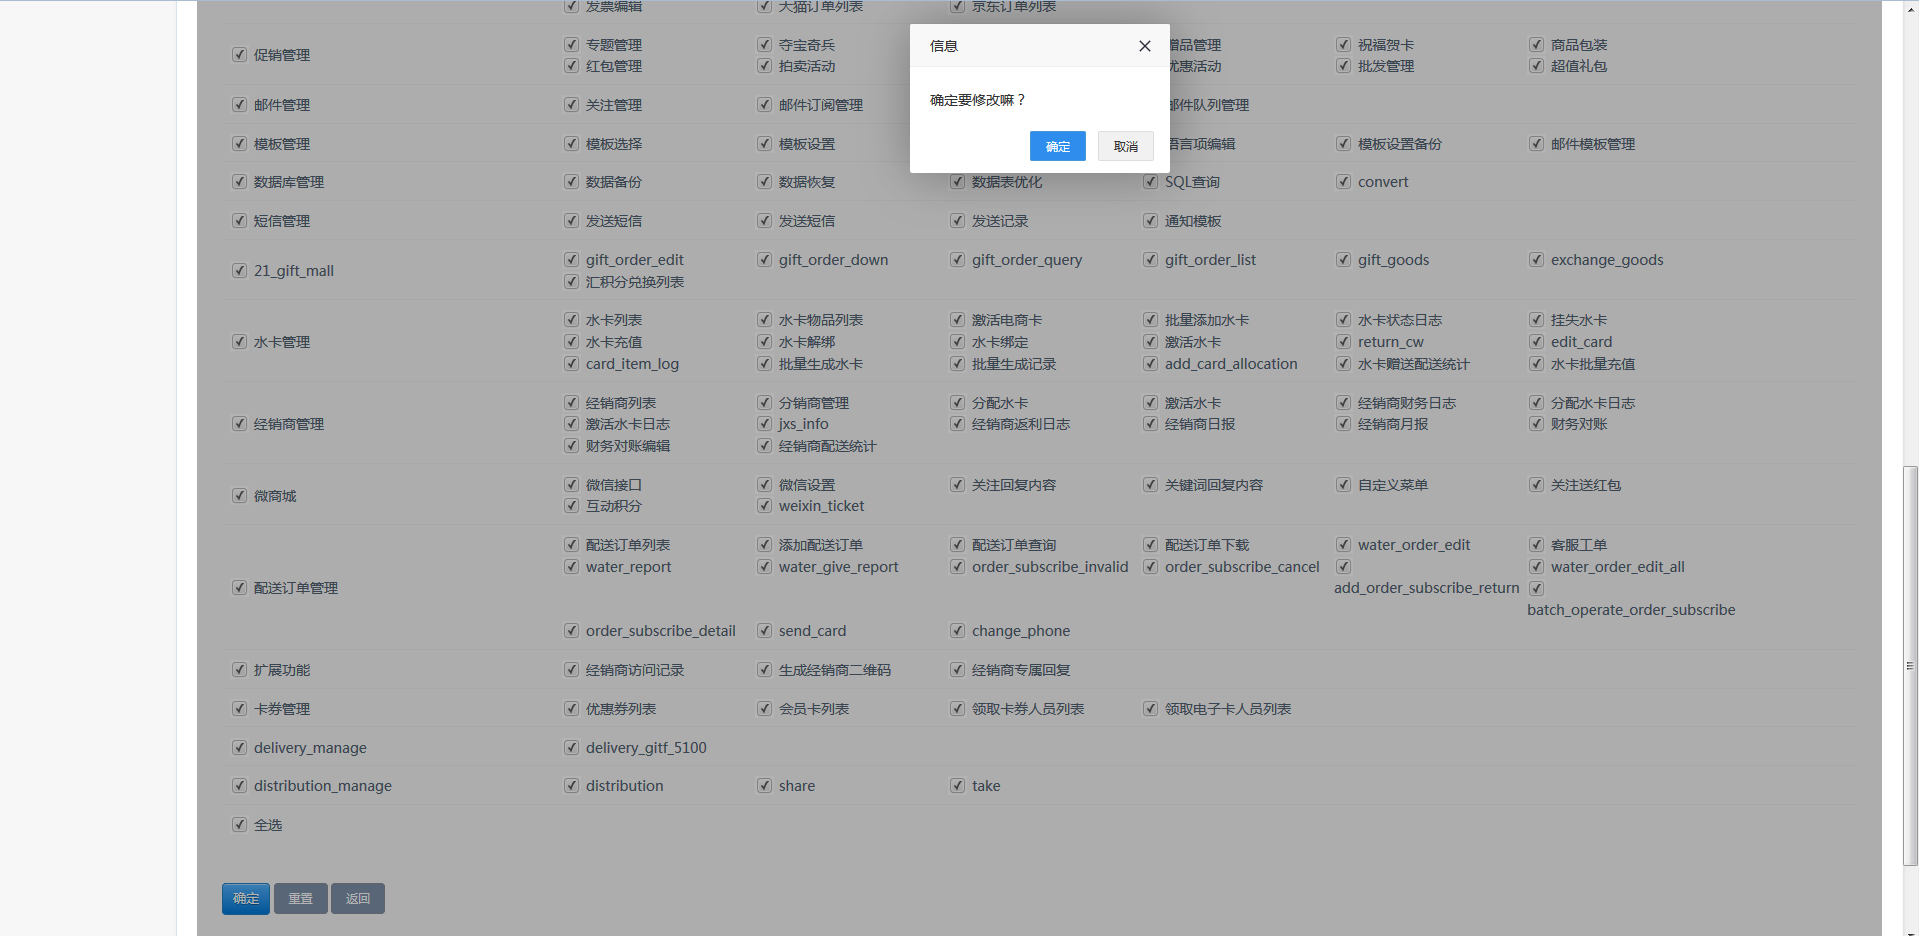 发票编辑 天猫订单列表 京东订单列表
信息
确定要修改嘛？
确定 取消
促销管理 专题管理 夺宝奇兵 赠品管理 祝福贺卡 商品包装
红包管理 拍卖活动 优惠活动 批发管理 超值礼包
邮件管理 关注管理 邮件订阅管理 邮件队列管理
模板管理 模板选择 模板设置 语言项编辑 模板设置备份 邮件模板管理
数据库管理 数据备份 数据恢复 数据表优化 SQL查询 convert
短信管理 发送短信 发送短信 发送记录 通知模板
21_gift_mall gift_order_edit gift_order_down gift_order_query gift_order_list gift_goods exchange_goods
汇积分兑换列表
水卡列表 水卡物品列表 激活电商卡 批量添加水卡 水卡状态日志 挂失水卡
水卡管理 水卡充值 水卡解绑 水卡绑定 激活水卡 return_cw edit_card
card_item_log 批量生成水卡 批量生成记录 add_card_allocation 水卡赠送配送统计 水卡批量充值
经销商列表 分销商管理 分配水卡 激活水卡 经销商财务日志 分配水卡日志
经销商管理 激活水卡日志 jxs_info 经销商返利日志 经销商日报 经销商月报 财务对账
财务对账编辑 经销商配送统计
微商城 微信接口 微信设置 关注回复内容 关键词回复内容 自定义菜单 关注送红包
互动积分 weixin_ticket
配送订单列表 添加配送订单 配送订单查询 配送订单下载 water_order_edit 客服工单
water_report water_give_report order_subscribe_invalid order_subscribe_cancel water_order_edit_all
配送订单管理 add_order_subscribe_return
batch_operate_order_subscribe
order_subscribe_detail send_card change_phone
扩展功能 经销商访问记录 生成经销商二维码 经销商专属回复
卡券管理 优惠券列表 会员卡列表 领取卡券人员列表 领取电子卡人员列表
delivery_manage delivery_gitf_5100
distribution_manage distribution share take
全选
确定 重置 返回